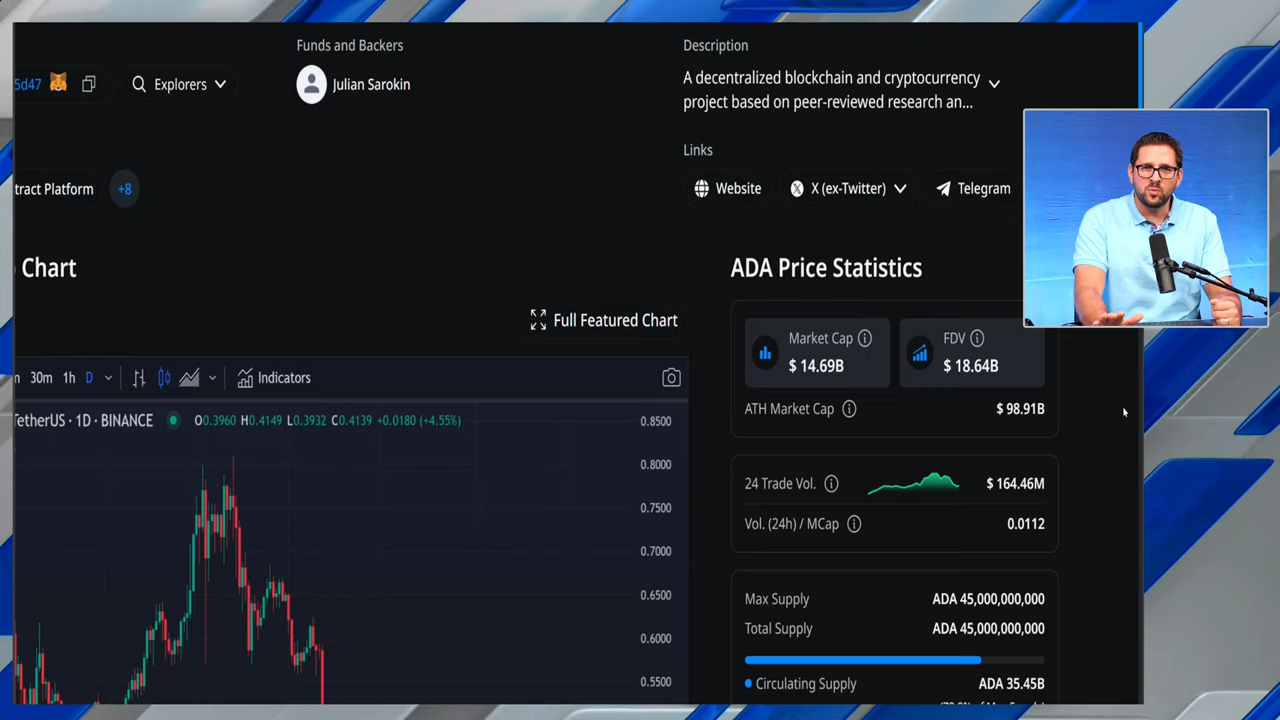 Funds and Backers
Description
5d47
Explorers
Julian Sarokin
A decentralized blockchain and cryptocurrency
project based on peer-reviewed research an...
Links
tract Platform
+8
Website
X (ex-Twitter)
Telegram
Chart
ADA Price Statistics
Full Featured Chart
Market Cap
$ 14.69B
FDV
$ 18.64B
30m 1h D
Indicators
ATH Market Cap
$ 98.91B
TetherUS · 1D · BINANCE
O0.3960 H0.4149 L0.3932 C0.4139 +0.0180 (+4.55%)
0.8500
0.8000
0.7500
0.7000
0.6500
0.6000
0.5500
24 Trade Vol.
$ 164.46M
Vol. (24h) / MCap
0.0112
Max Supply
ADA 45,000,000,000
Total Supply
ADA 45,000,000,000
Circulating Supply
ADA 35.45B